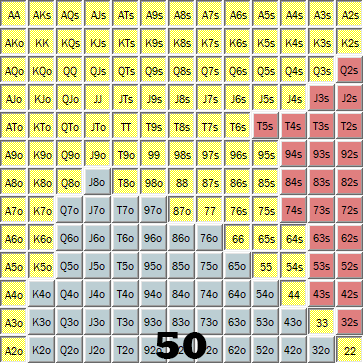 AA AKs AQs AJs ATs A9s A8s A7s A6s A5s A4s A3s A2s
AKo KK KQs KJs KTs K9s K8s K7s K6s K5s K4s K3s K2s
AQo KQo QQ QJs QTs Q9s Q8s Q7s Q6s Q5s Q4s Q3s Q2s
AJo KJo QJo JJ JTs J9s J8s J7s J6s J5s J4s J3s J2s
ATo KTo QTo JTo TT T9s T8s T7s T6s T5s T4s T3s T2s
A9o K9o Q9o J9o T9o 99 98s 97s 96s 95s 94s 93s 92s
A8o K8o Q8o J8o T8o 98o 88 87s 86s 85s 84s 83s 82s
A7o K7o Q7o J7o T7o 97o 87o 77 76s 75s 74s 73s 72s
A6o K6o Q6o J6o T6o 96o 86o 76o 66 65s 64s 63s 62s
A5o K5o Q5o J5o T5o 95o 85o 75o 65o 55 54s 53s 52s
A4o K4o Q4o J4o T4o 94o 84o 74o 64o 54o 44 43s 42s
A3o K3o Q3o J3o T3o 93o 83o 73o 63o 53o 43o 33 32s
A2o K2o Q2o J2o T2o 92o 82o 72o 62o 52o 42o 32o 22
50